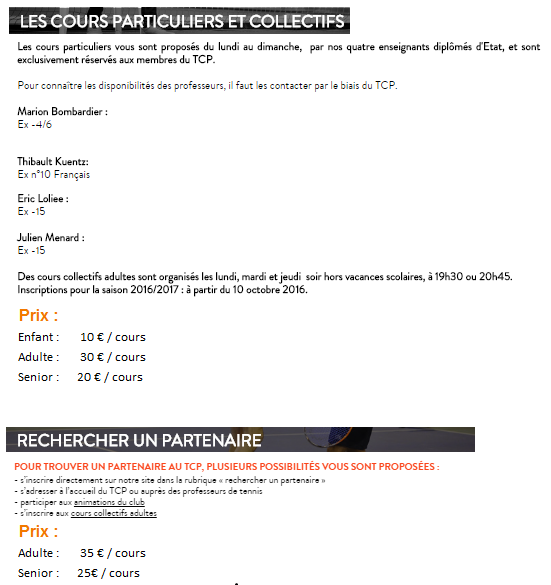 LES COURS PARTICULIERS ET COLLECTIFS
Les cours particuliers vous sont proposés du lundi au dimanche, par nos quatre enseignants diplômés d'Etat, et sont
exclusivement réservés aux membres du TCP.
Pour connaître les disponibilités des professeurs, il faut les contacter par le biais du TCP.
Marion Bombardier :
Ex -4/6
Thibault Kuentz:
Ex n°10 Français
Eric Loliee :
Ex -15
Julien Menard :
Ex -15
Des cours collectifs adultes sont organisés les lundi, mardi et jeudi soir hors vacances scolaires, à 19h30 ou 20h45.
Inscriptions pour la saison 2016/2017 : à partir du 10 octobre 2016.
Prix :
Enfant : 10 € / cours
Adulte : 30 € / cours
Senior : 20 € / cours
RECHERCHER UN PARTENAIRE
POUR TROUVER UN PARTENAIRE AU TCP, PLUSIEURS POSSIBILITÉS VOUS SONT PROPOSÉES :
- s'inscrire directement sur notre site dans la rubrique « rechercher un partenaire »
- s'adresser à l'accueil du TCP ou auprès des professeurs de tennis
- participer aux animations du club
- s'inscrire aux cours collectifs adultes
Prix :
Adulte : 35 € / cours
Senior : 25€ / cours